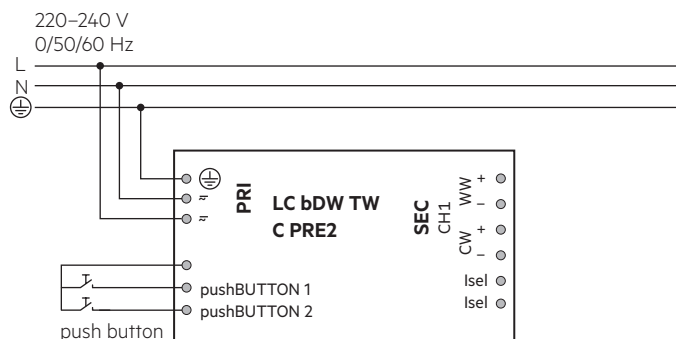 220–240 V
0/50/60 Hz
L
N
PRI
LC bDW TW
C PRE2
SEC
CH1
WW
+
–
CW
+
–
≂
≂
Isel
Isel
pushBUTTON 1
pushBUTTON 2
push button